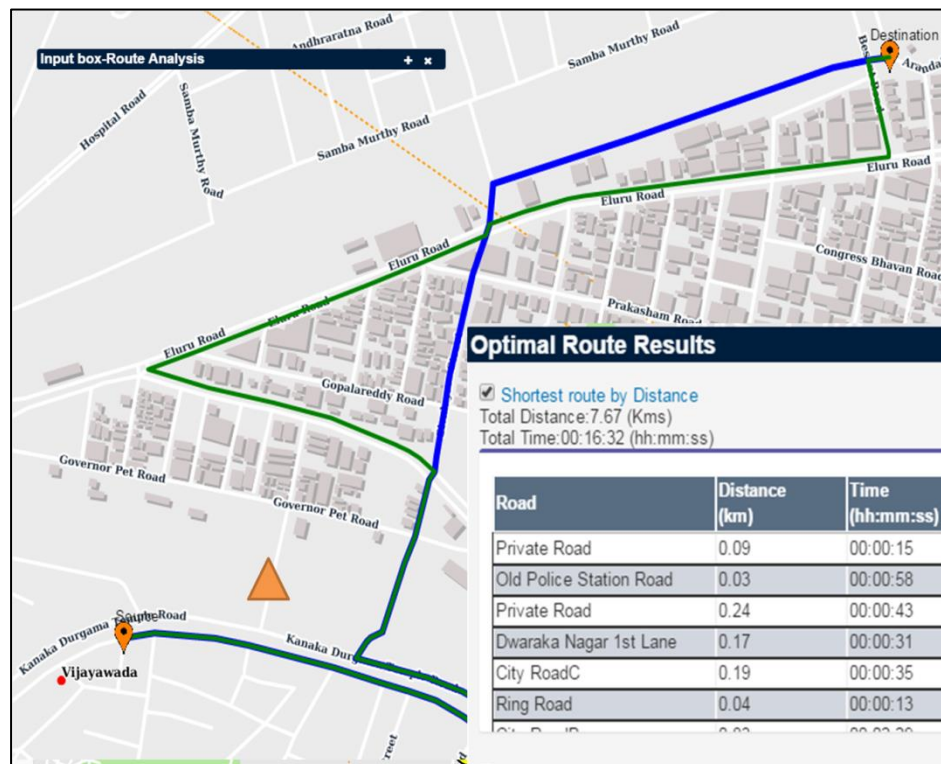 Andhraratna Road
Samba Murthy Road
Destination
Input box-Route Analysis + ×
Hospital Road
Samba Murthy Road
Samba Murthy Road
Eluru Road
Eluru Road
Eluru Road
Congress Bhavan Road
Eluru Road
Prakasham Road
Eluru Road
Gopalareddy Road
Governor Pet Road
Governor Pet Road
Source
Kanaka Durgama Temple Road
Kanaka
Vijayawada
Optimal Route Results
Shortest route by Distance
Total Distance:7.67 (Kms)
Total Time:00:16:32 (hh:mm:ss)
Road Distance (km) Time (hh:mm:ss)
Private Road 0.09 00:00:15
Old Police Station Road 0.03 00:00:58
Private Road 0.24 00:00:43
Dwaraka Nagar 1st Lane 0.17 00:00:31
City RoadC 0.19 00:00:35
Ring Road 0.04 00:00:13